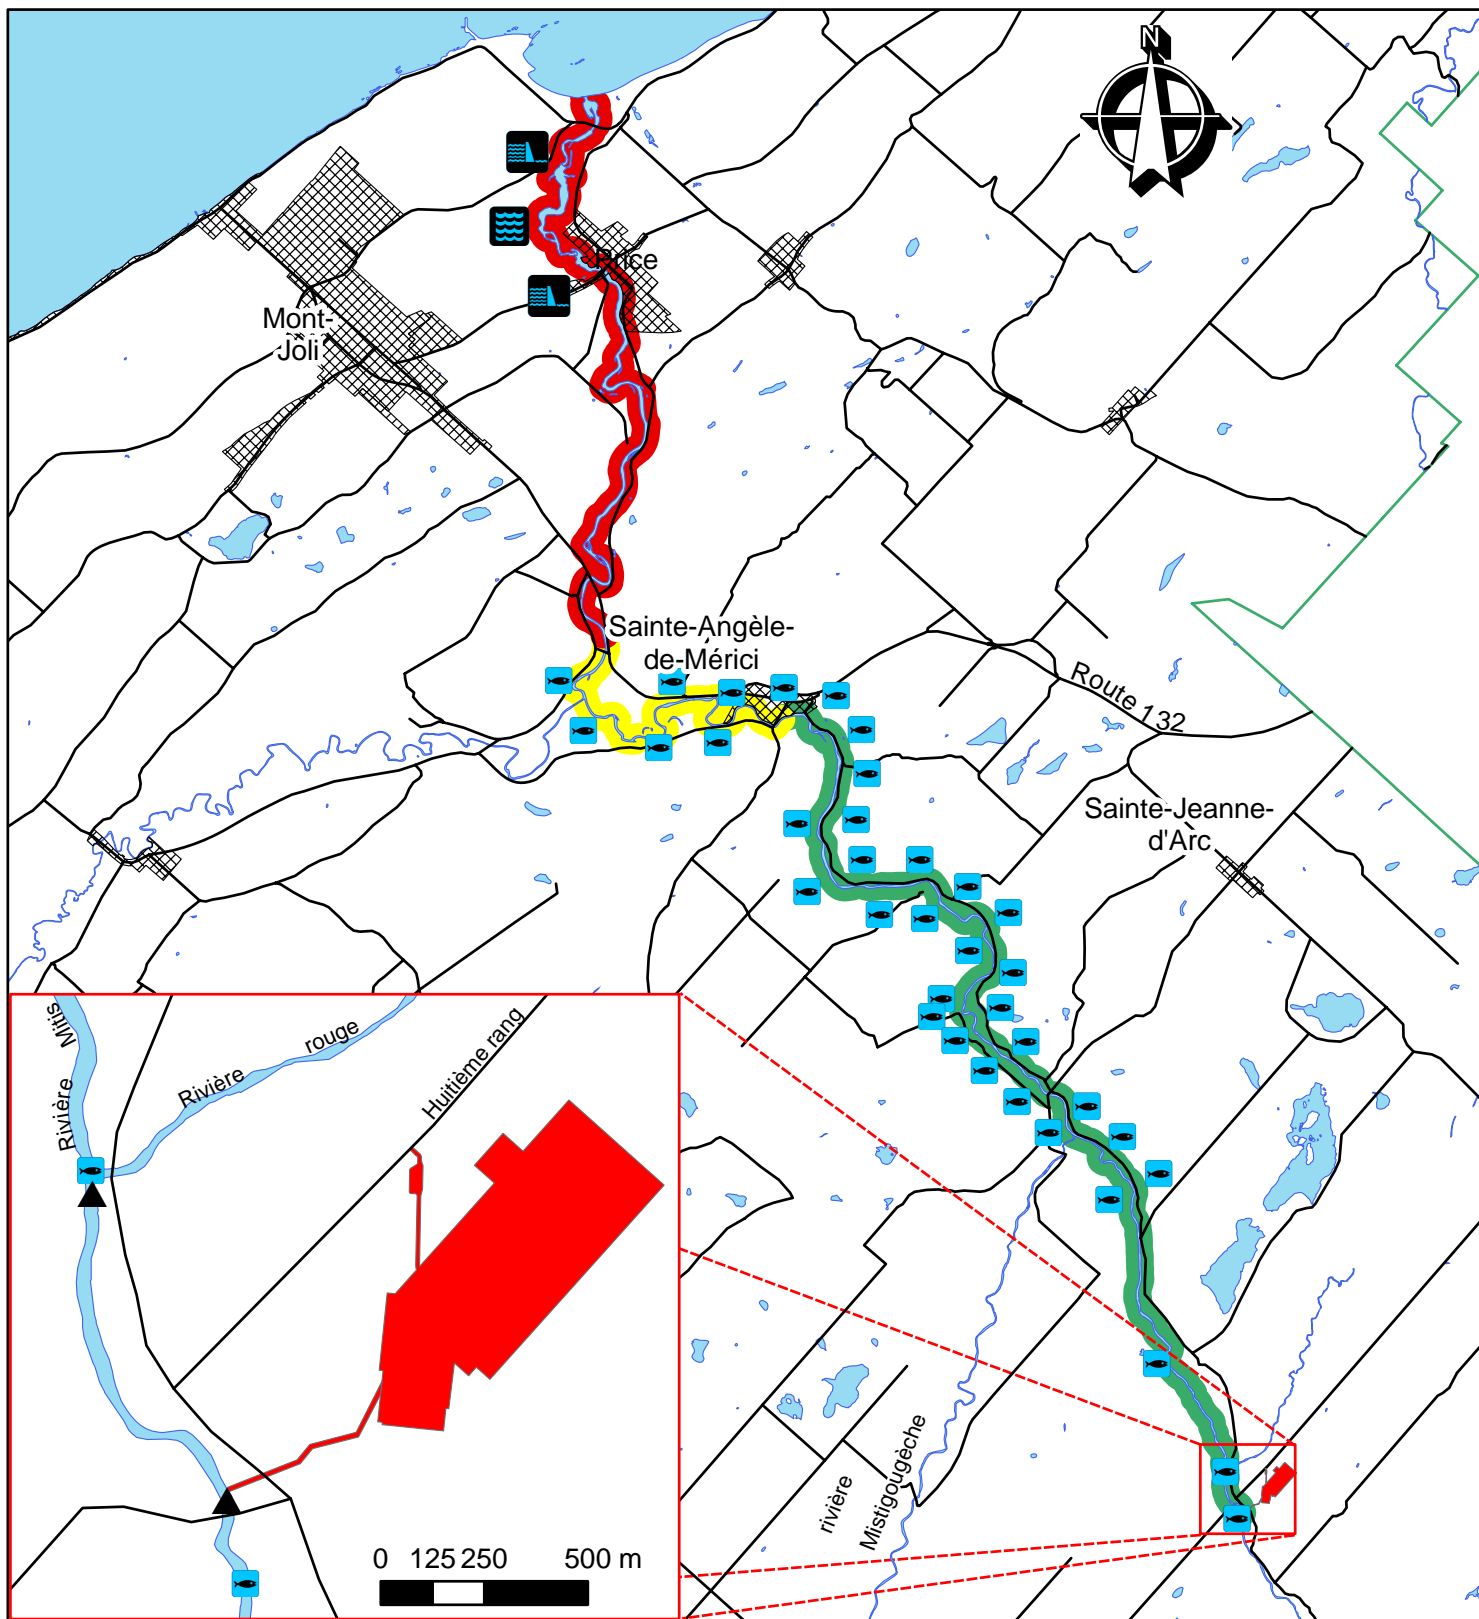 N
Price
Mont-
Joli
Sainte-Angèle-
de-Mérici
Route 132
Sainte-Jeanne-
d'Arc
Rivière Mitis
Rivière rouge
Huitième rang
rivière
Mistigougèche
0 125 250 500 m